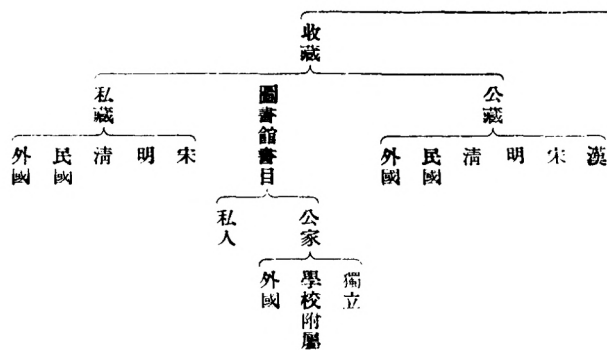 收藏
公藏
漢
宋
明
清
民國
外國
圖書館書目
公家
獨立
學校附屬
外國
私人
私藏
宋
明
清
民國
外國